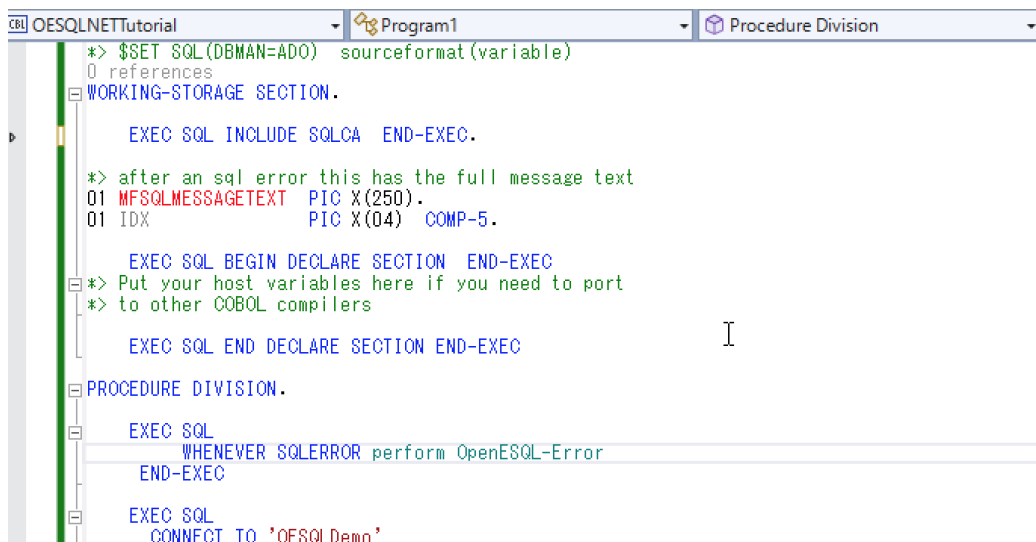 CBL OESQLNETTutorial Program1 Procedure Division
*> $SET SQL(DBMAN=ADO)  sourceformat(variable)
0 references
WORKING-STORAGE SECTION.
EXEC SQL INCLUDE SQLCA  END-EXEC.
*> after an sql error this has the full message text
01 MFSQLMESSAGETEXT  PIC X(250).
01 IDX               PIC X(04)  COMP-5.
EXEC SQL BEGIN DECLARE SECTION  END-EXEC
*> Put your host variables here if you need to port
*> to other COBOL compilers
EXEC SQL END DECLARE SECTION END-EXEC
PROCEDURE DIVISION.
EXEC SQL
WHENEVER SQLERROR perform OpenESQL-Error
END-EXEC
EXEC SQL
CONNECT TO 'OESQLDemo'